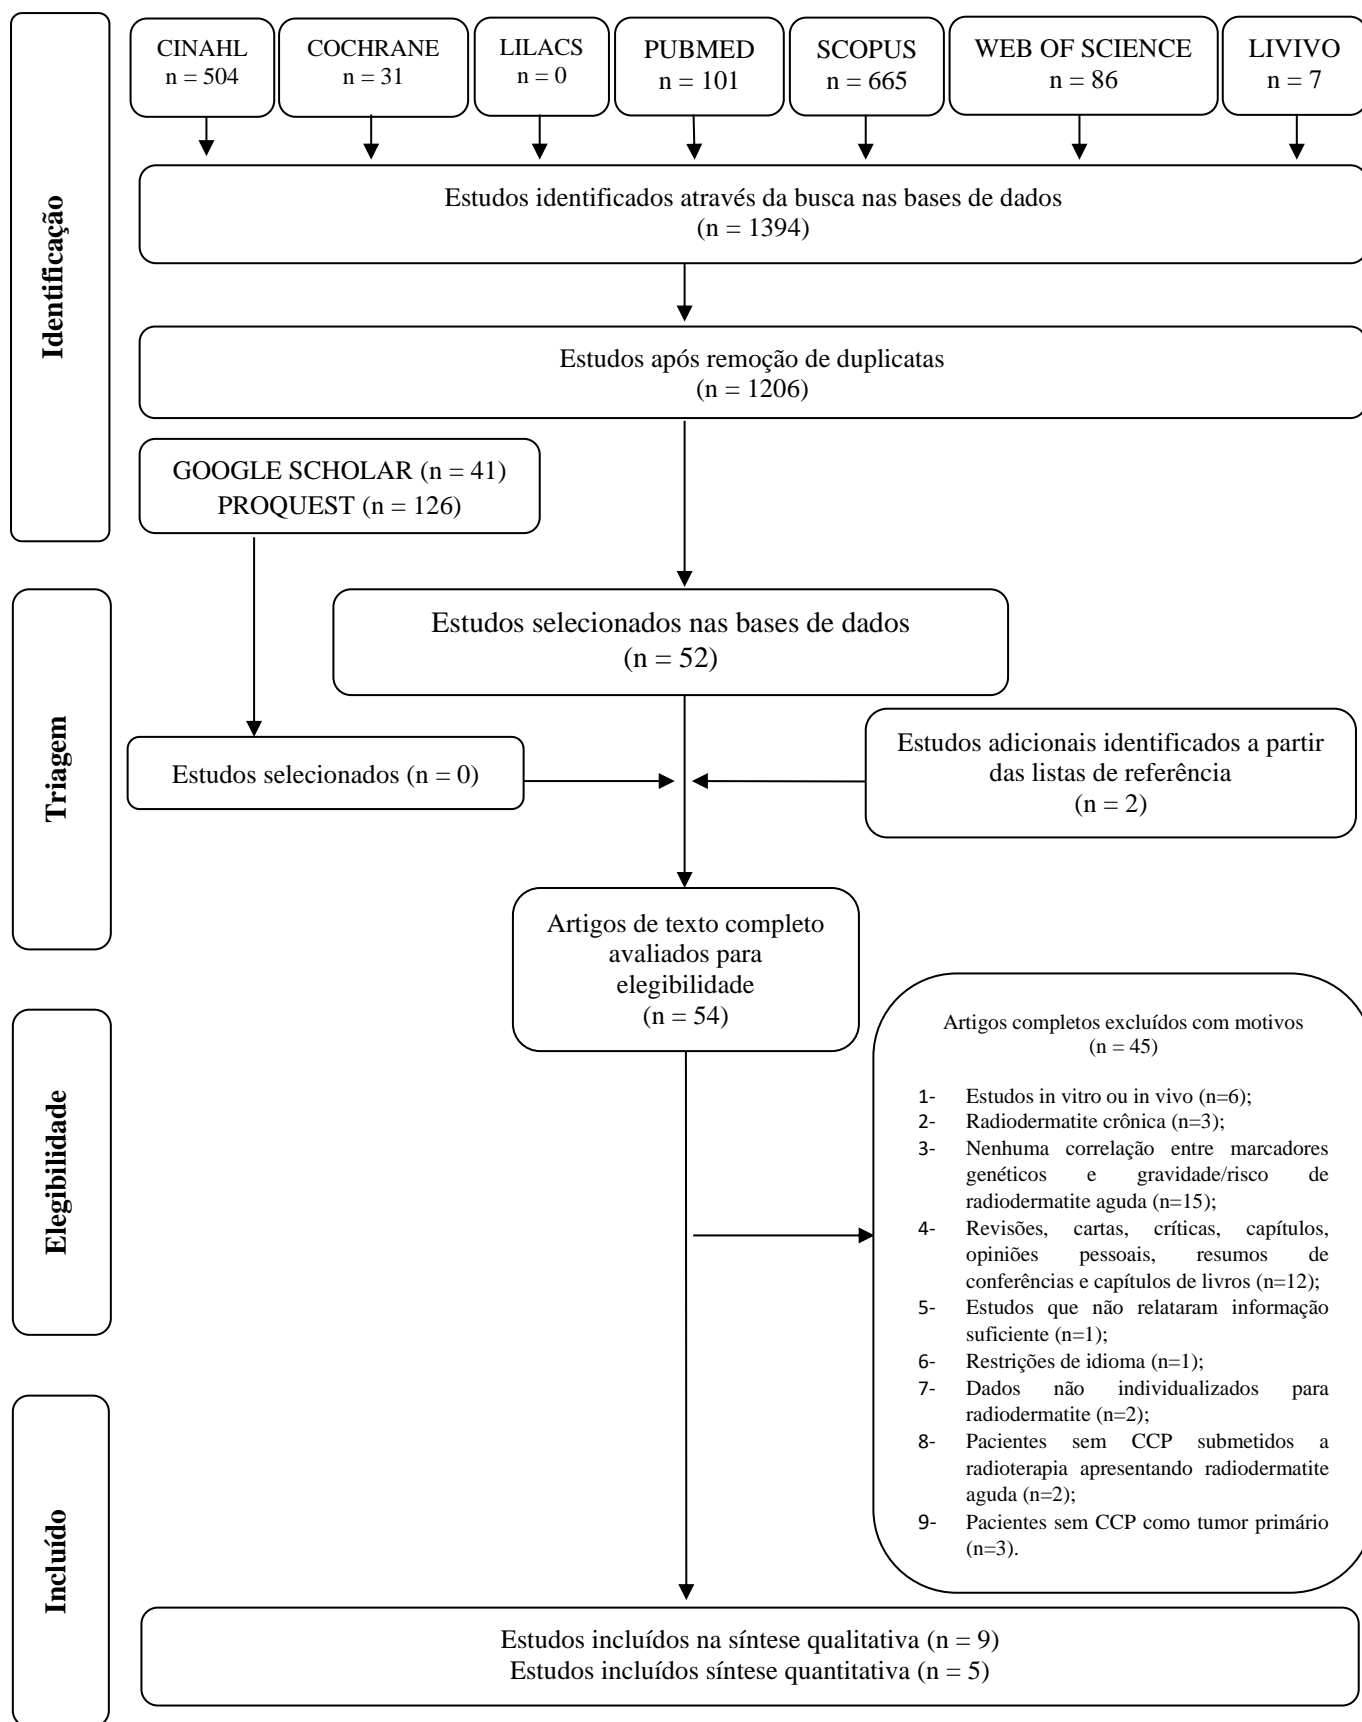 CINAHL
n = 504
COCHRANE
n = 31
LILACS
n = 0
PUBMED
n = 101
SCOPUS
n = 665
WEB OF SCIENCE
n = 86
LIVIVO
n = 7
Identificação
Estudos identificados através da busca nas bases de dados
(n = 1394)
Estudos após remoção de duplicatas
(n = 1206)
GOOGLE SCHOLAR (n = 41)
PROQUEST (n = 126)
Triagem
Estudos selecionados nas bases de dados
(n = 52)
Estudos selecionados (n = 0)
Estudos adicionais identificados a partir
das listas de referência
(n = 2)
Artigos de texto completo
avaliados para
elegibilidade
(n = 54)
Elegibilidade
Artigos completos excluídos com motivos
(n = 45)
1- Estudos in vitro ou in vivo (n=6);
2- Radiodermatite crônica (n=3);
3- Nenhuma correlação entre marcadores
genéticos e gravidade/risco de
radiodermatite aguda (n=15);
4- Revisões, cartas, críticas, capítulos,
opiniões pessoais, resumos de
conferências e capítulos de livros (n=12);
5- Estudos que não relataram informação
suficiente (n=1);
6- Restrições de idioma (n=1);
7- Dados não individualizados para
radiodermatite (n=2);
8- Pacientes sem CCP submetidos a
radioterapia apresentando radiodermatite
aguda (n=2);
9- Pacientes sem CCP como tumor primário
(n=3).
Incluído
Estudos incluídos na síntese qualitativa (n = 9)
Estudos incluídos síntese quantitativa (n = 5)